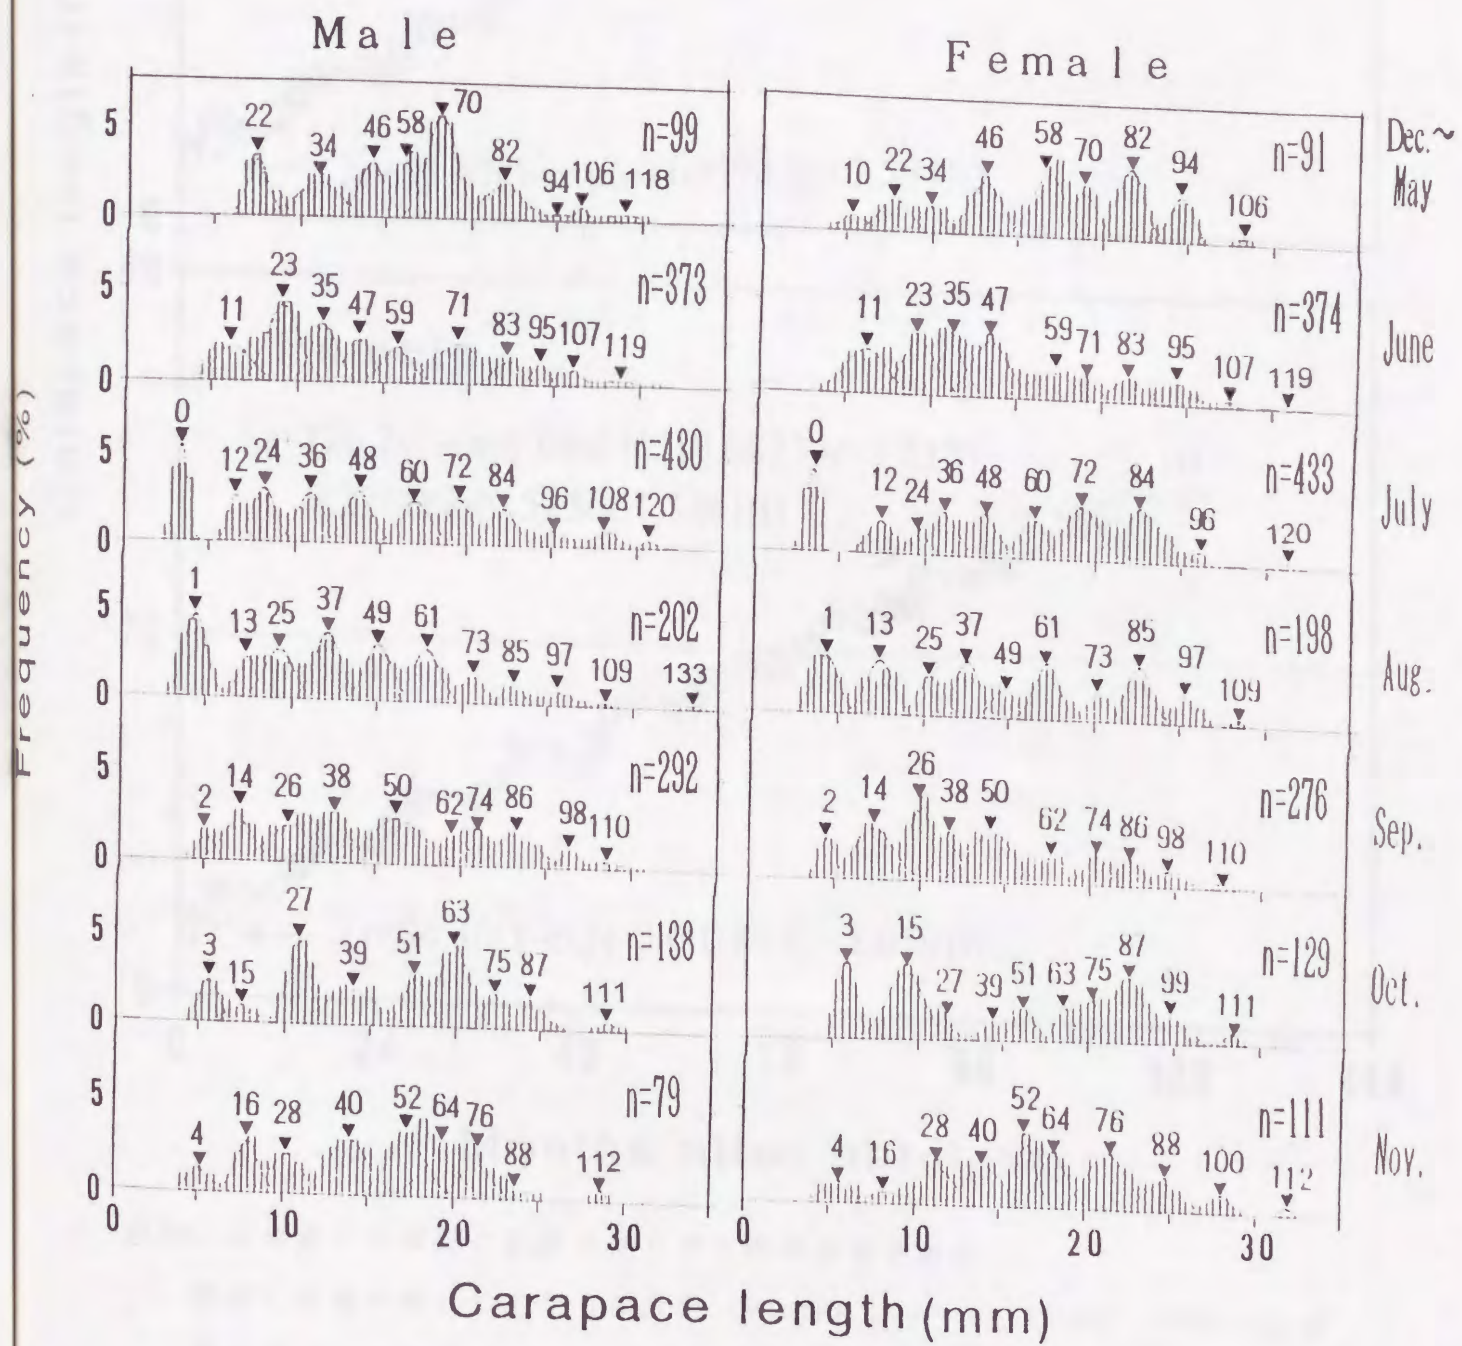 Male
Female
Frequency (%)
5
0
22 34 46 58 70 82 94 106 118
n=99
10 22 34 46 58 70 82 94 106
n=91
Dec.~
May
5
0
11 23 35 47 59 71 83 95 107 119
n=373
11 23 35 47 59 71 83 95 107 119
n=374
June
5
0
0 12 24 36 48 60 72 84 96 108 120
n=430
0 12 24 36 48 60 72 84 96 120
n=433
July
5
0
1 13 25 37 49 61 73 85 97 109 133
n=202
1 13 25 37 49 61 73 85 97 109
n=198
Aug.
5
0
2 14 26 38 50 62 74 86 98 110
n=292
2 14 26 38 50 62 74 86 98 110
n=276
Sep.
5
0
3 15 27 39 51 63 75 87 111
n=138
3 15 27 39 51 63 75 87 99 111
n=129
Oct.
5
0
4 16 28 40 52 64 76 88 112
n=79
4 16 28 40 52 64 76 88 100 112
n=111
Nov.
0 10 20 30 0 10 20 30
Carapace length (mm)